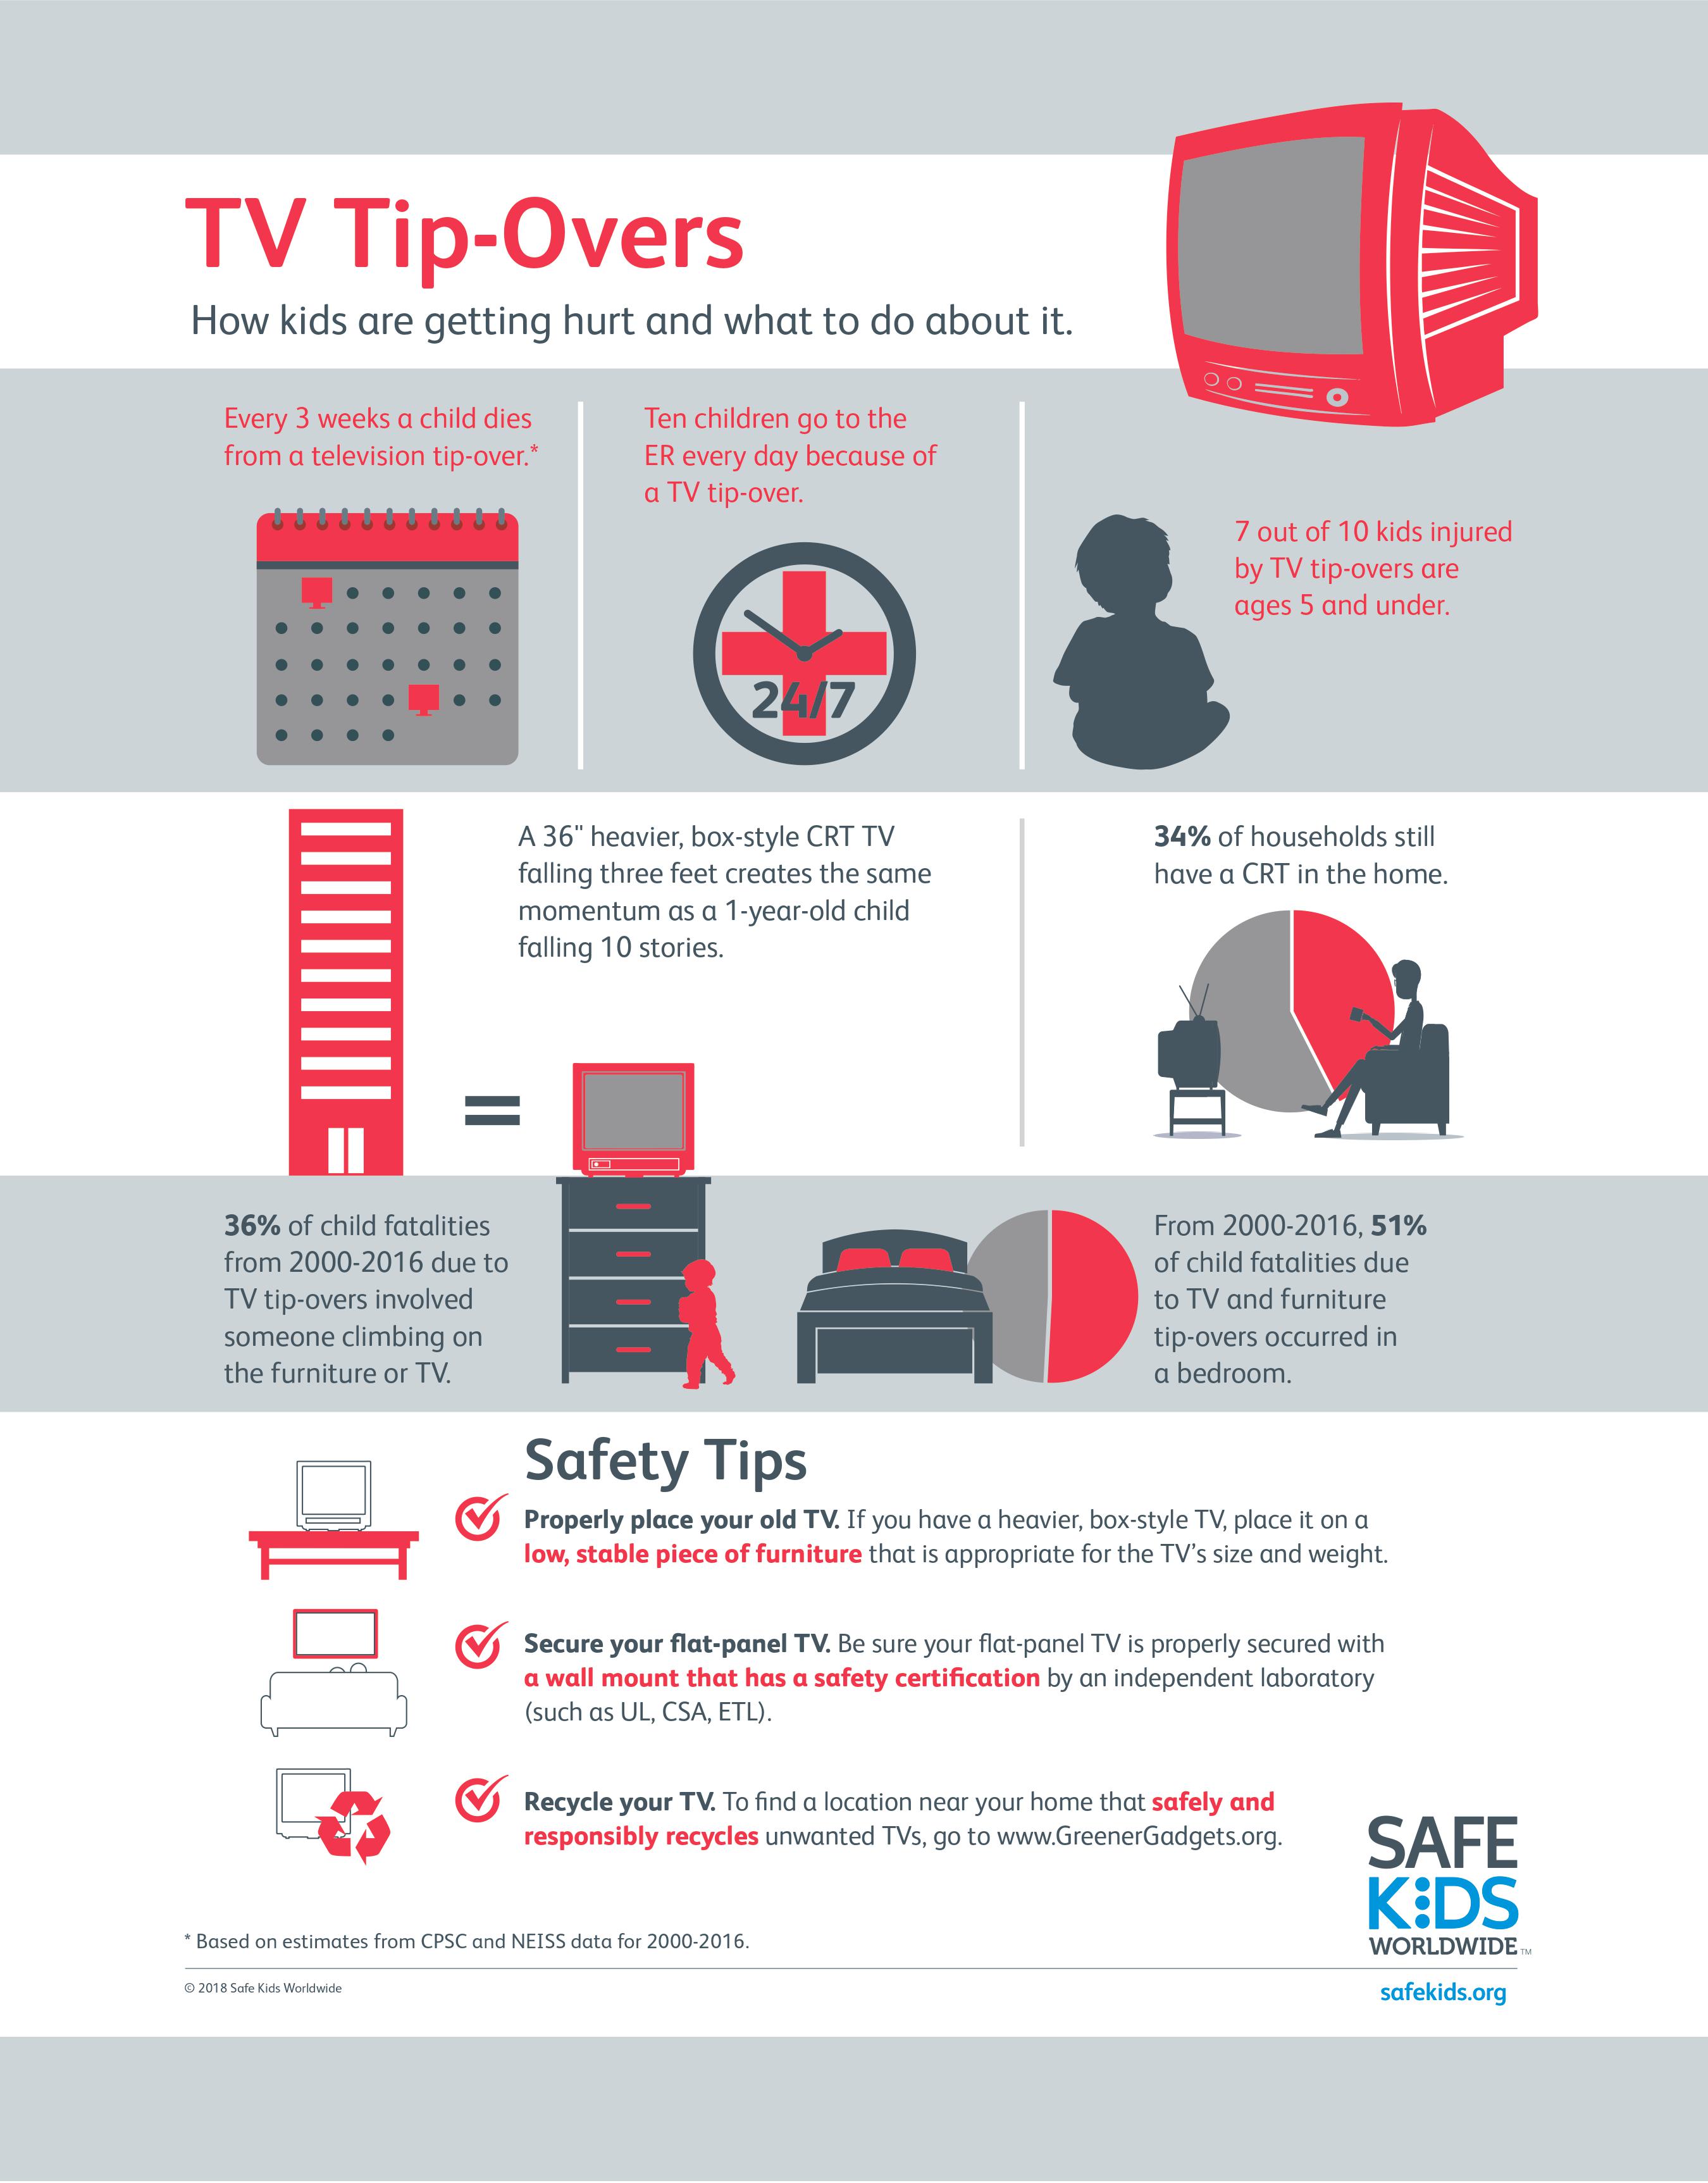 TV Tip-Overs
How kids are getting hurt and what to do about it.
Every 3 weeks a child dies
from a television tip-over.*
Ten children go to the
ER every day because of
a TV tip-over.
24/7
7 out of 10 kids injured
by TV tip-overs are
ages 5 and under.
A 36" heavier, box-style CRT TV
falling three feet creates the same
momentum as a 1-year-old child
falling 10 stories.
=
34% of households still
have a CRT in the home.
36% of child fatalities
from 2000-2016 due to
TV tip-overs involved
someone climbing on
the furniture or TV.
From 2000-2016, 51%
of child fatalities due
to TV and furniture
tip-overs occurred in
a bedroom.
Safety Tips
Properly place your old TV. If you have a heavier, box-style TV, place it on a
low, stable piece of furniture that is appropriate for the TV’s size and weight.
Secure your flat-panel TV. Be sure your flat-panel TV is properly secured with
a wall mount that has a safety certification by an independent laboratory
(such as UL, CSA, ETL).
Recycle your TV. To find a location near your home that safely and
responsibly recycles unwanted TVs, go to www.GreenerGadgets.org.
SAFE
KIDS
WORLDWIDE™
* Based on estimates from CPSC and NEISS data for 2000-2016.
© 2018 Safe Kids Worldwide
safekids.org